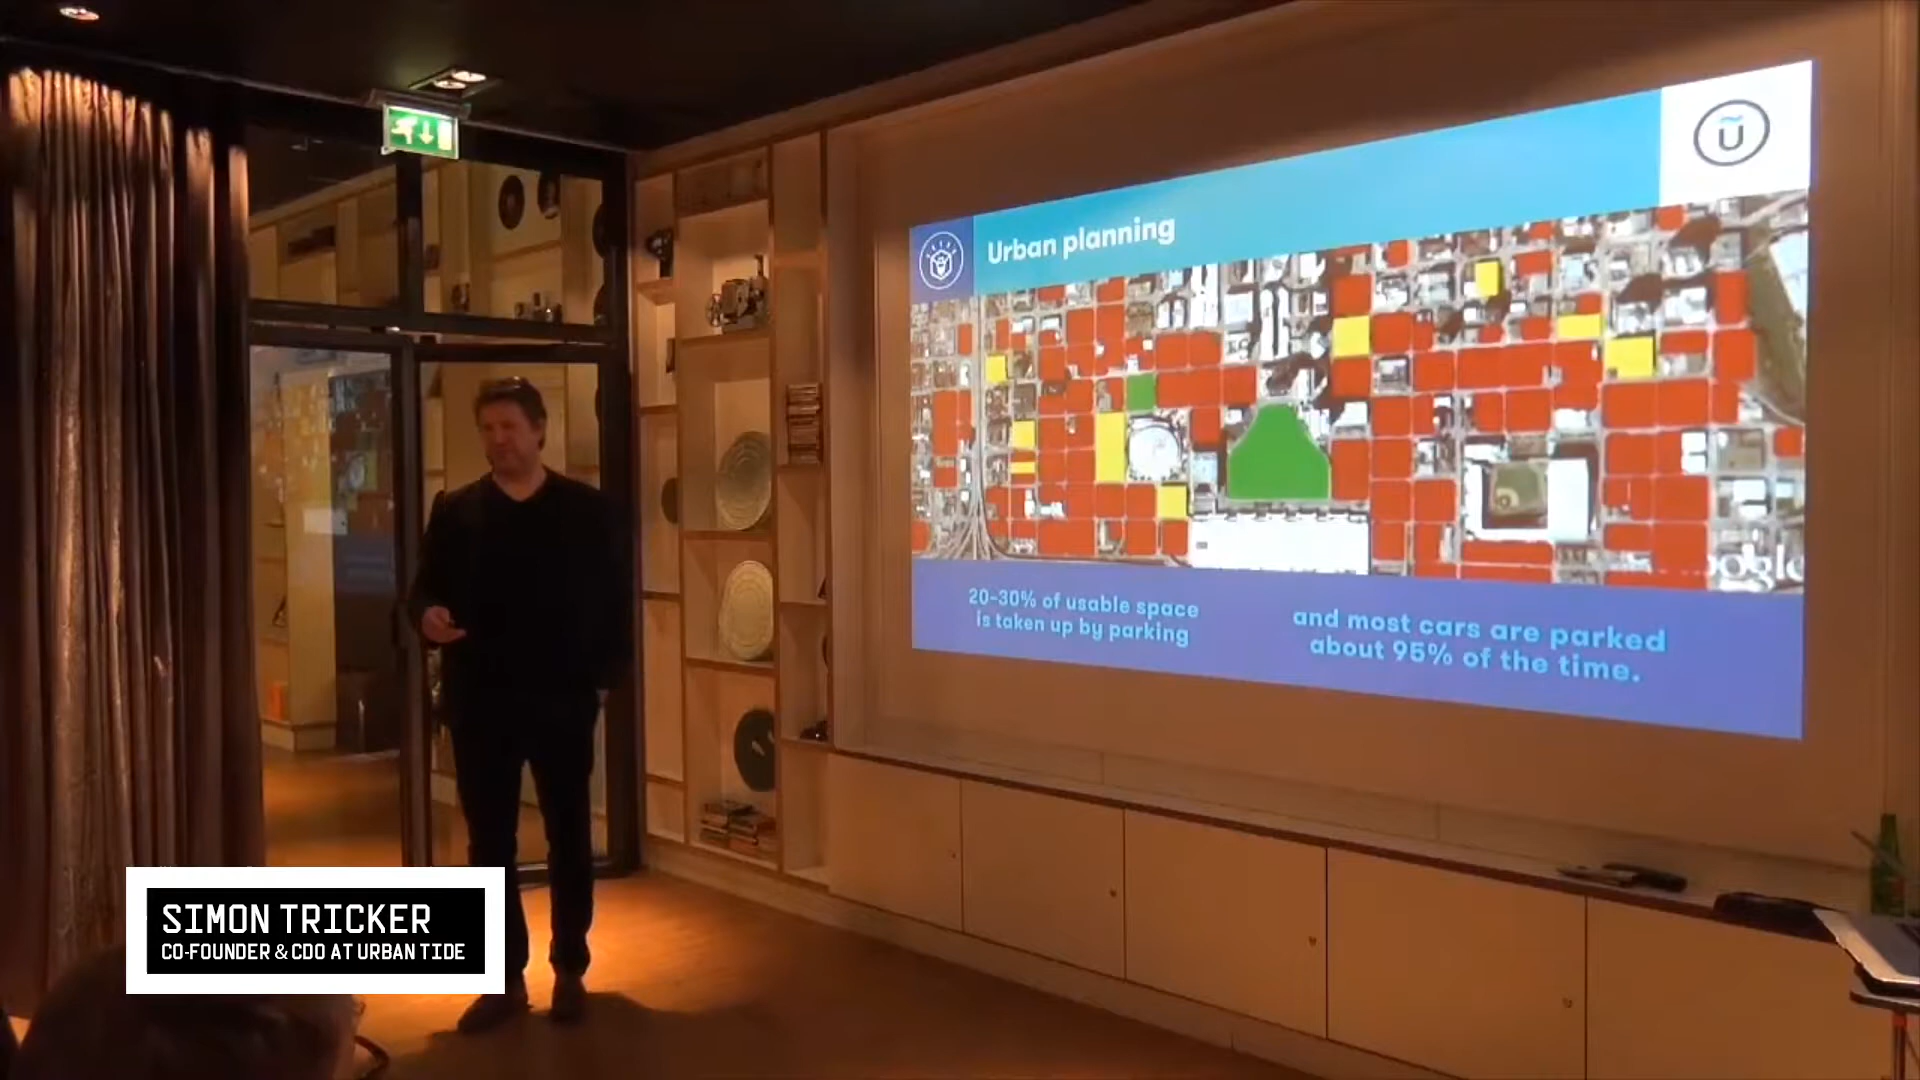 Urban planning
20-30% of usable space
is taken up by parking
and most cars are parked
about 95% of the time.
SIMON TRICKER
CO-FOUNDER & CDO AT URBAN TIDE